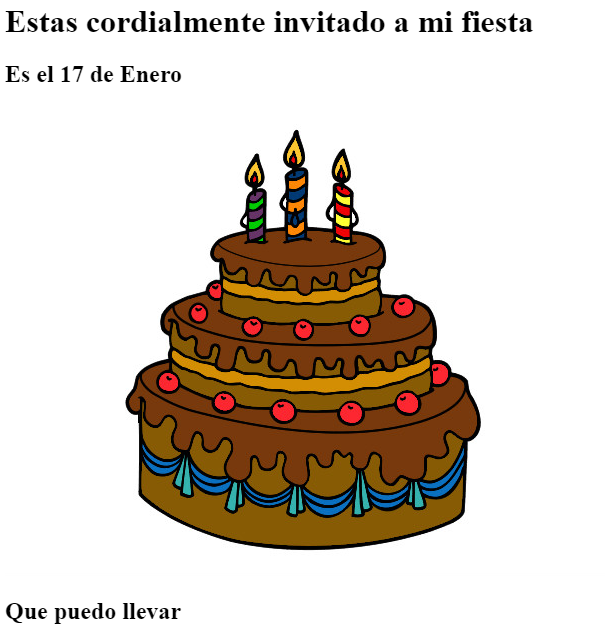 Estas cordialmente invitado a mi fiesta
Es el 17 de Enero
Que puedo llevar